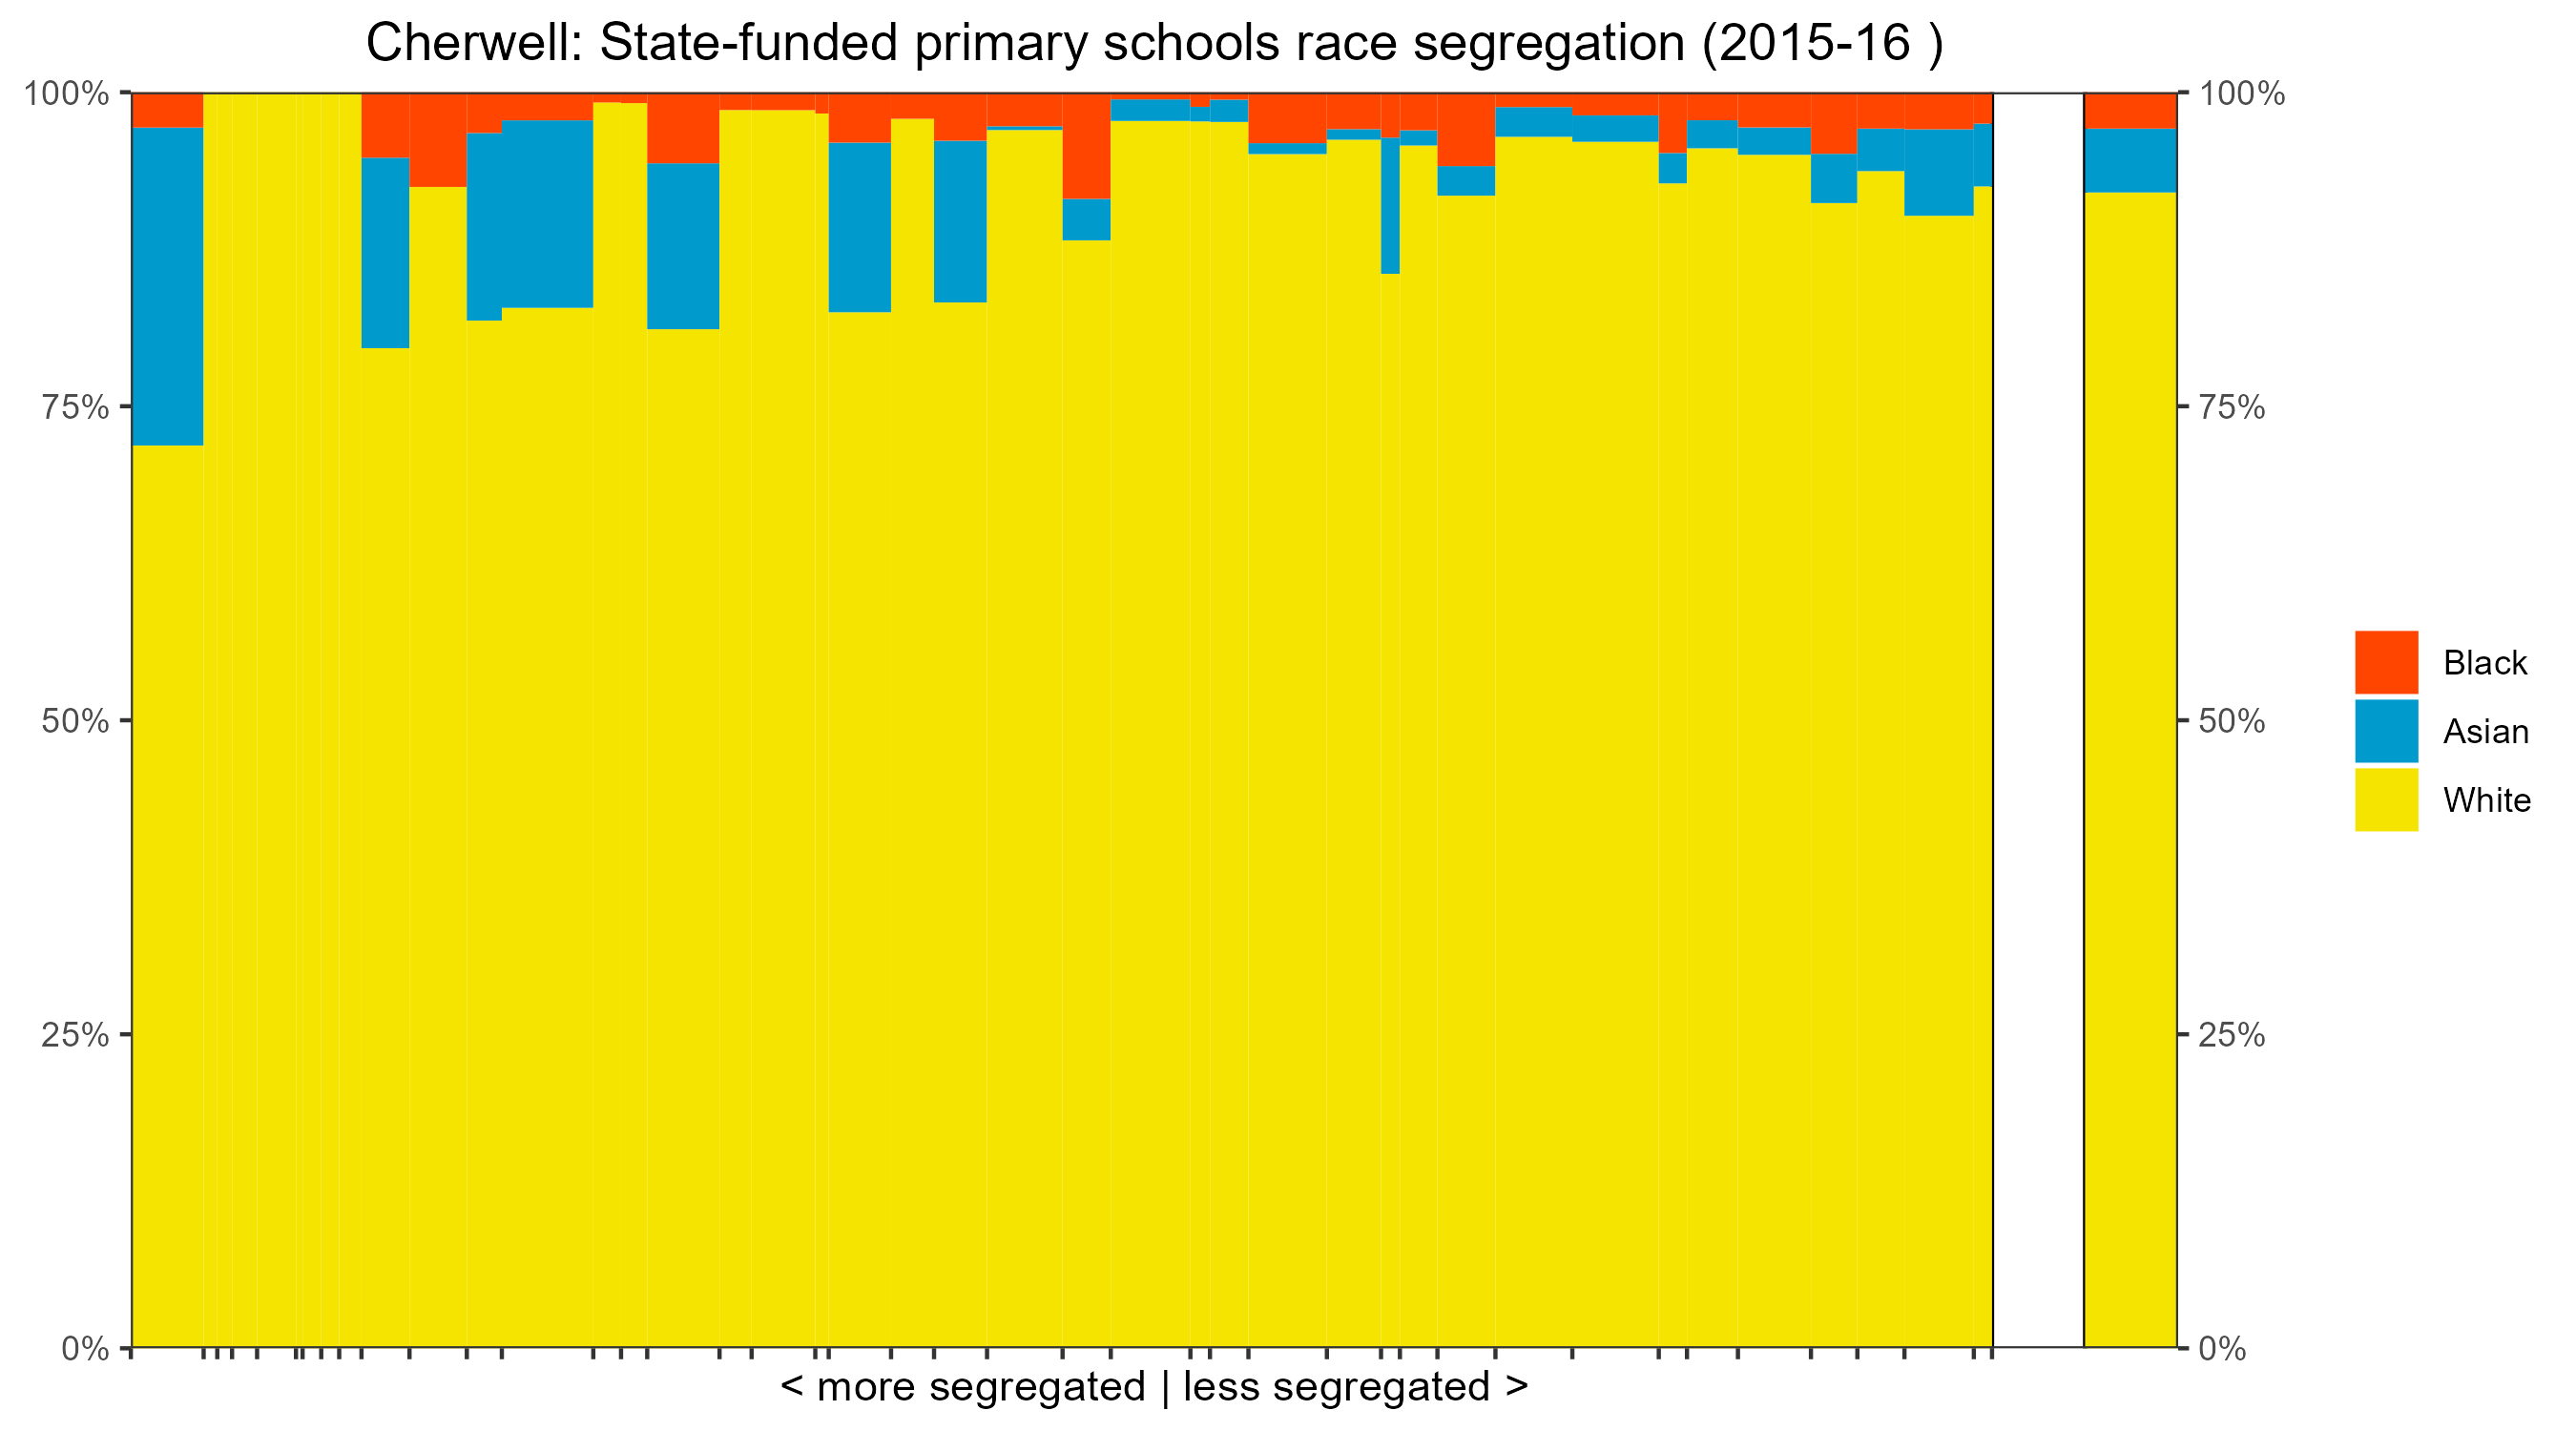 Cherwell: State-funded primary schools race segregation (2015-16 )
100%
75%
50%
25%
0%
100%
75%
50%
25%
0%
Black
Asian
White
< more segregated | less segregated >